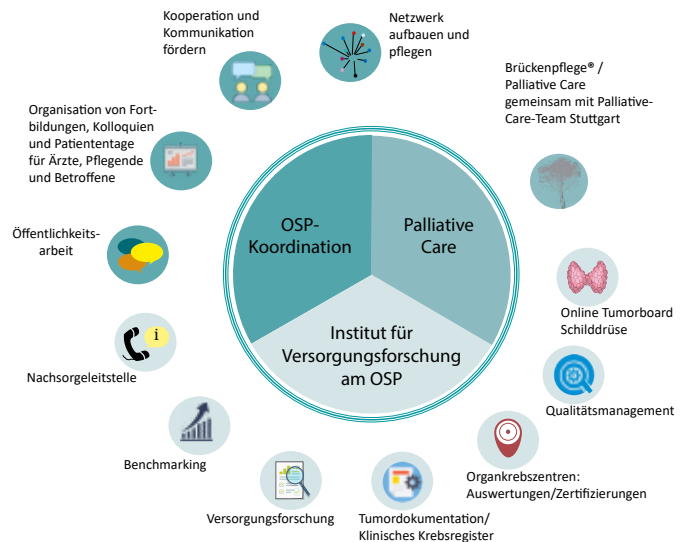 Kooperation und
Kommunikation
fördern
Netzwerk
aufbauen und
pflegen
Brückenpflege® /
Palliative Care
gemeinsam mit Palliative-
Care-Team Stuttgart
Organisation von Fort-
bildungen, Kolloquien
und Patiententage
für Ärzte, Pflegende
und Betroffene
OSP-
Koordination
Palliative
Care
Öffentlichkeits-
arbeit
Online Tumorboard
Schilddrüse
Institut für
Versorgungsforschung
am OSP
i
Nachsorgeleitstelle
Qualitätsmanagement
Benchmarking
Organkrebszentren:
Auswertungen/Zertifizierungen
Versorgungsforschung
Tumordokumentation/
Klinisches Krebsregister